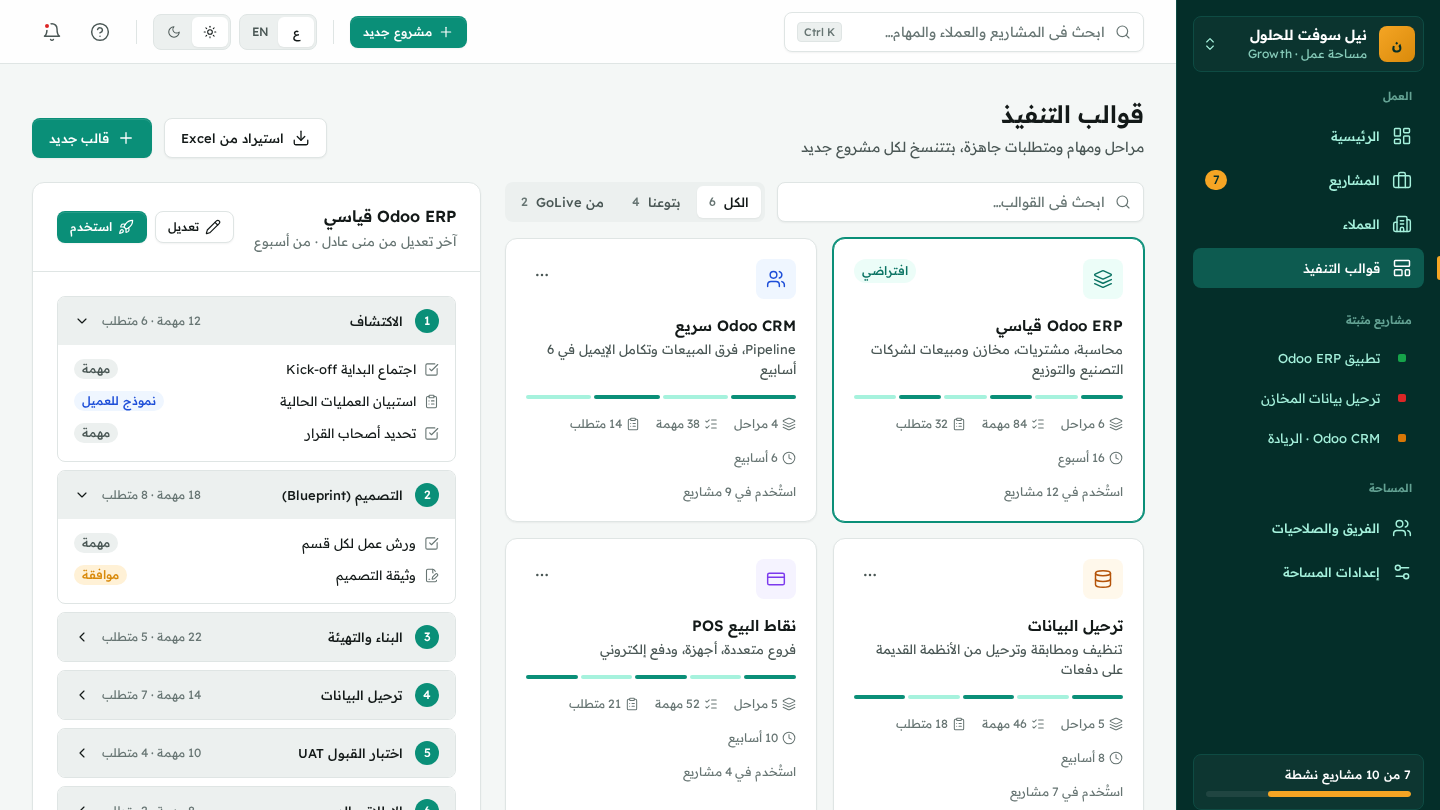 ن
نيل سوفت للحلول
مساحة عمل · Growth
العمل
الرئيسية
المشاريع
7
العملاء
قوالب التنفيذ
مشاريع مثبتة
تطبيق Odoo ERP
ترحيل بيانات المخازن
Odoo CRM · الريادة
المساحة
الفريق والصلاحيات
إعدادات المساحة
7 من 10 مشاريع نشطة
ابحث في المشاريع والعملاء والمهام...
Ctrl K
مشروع جديد
ع
EN
قوالب التنفيذ
مراحل ومهام ومتطلبات جاهزة، بتتنسخ لكل مشروع جديد
استيراد من Excel
قالب جديد
ابحث في القوالب...
الكل 6
بتوعنا 4
من GoLive 2
افتراضي
Odoo ERP قياسي
محاسبة، مشتريات، مخازن ومبيعات لشركات
التصنيع والتوزيع
6 مراحل
84 مهمة
32 متطلب
16 أسبوع
استُخدم في 12 مشاريع
Odoo CRM سريع
Pipeline، فرق المبيعات وتكامل الإيميل في 6
أسابيع
4 مراحل
38 مهمة
14 متطلب
6 أسابيع
استُخدم في 9 مشاريع
ترحيل البيانات
تنظيف ومطابقة وترحيل من الأنظمة القديمة
على دفعات
5 مراحل
46 مهمة
18 متطلب
8 أسابيع
استُخدم في 7 مشاريع
نقاط البيع POS
فروع متعددة، أجهزة، ودفع إلكتروني
5 مراحل
52 مهمة
21 متطلب
10 أسابيع
استُخدم في 4 مشاريع
Odoo ERP قياسي
آخر تعديل من منى عادل · من أسبوع
تعديل
استخدم
1
الاكتشاف
12 مهمة · 6 متطلب
اجتماع البداية Kick-off
مهمة
استبيان العمليات الحالية
نموذج للعميل
تحديد أصحاب القرار
مهمة
2
التصميم (Blueprint)
18 مهمة · 8 متطلب
ورش عمل لكل قسم
مهمة
وثيقة التصميم
موافقة
3
البناء والتهيئة
22 مهمة · 5 متطلب
4
ترحيل البيانات
14 مهمة · 7 متطلب
5
اختبار القبول UAT
10 مهمة · 4 متطلب